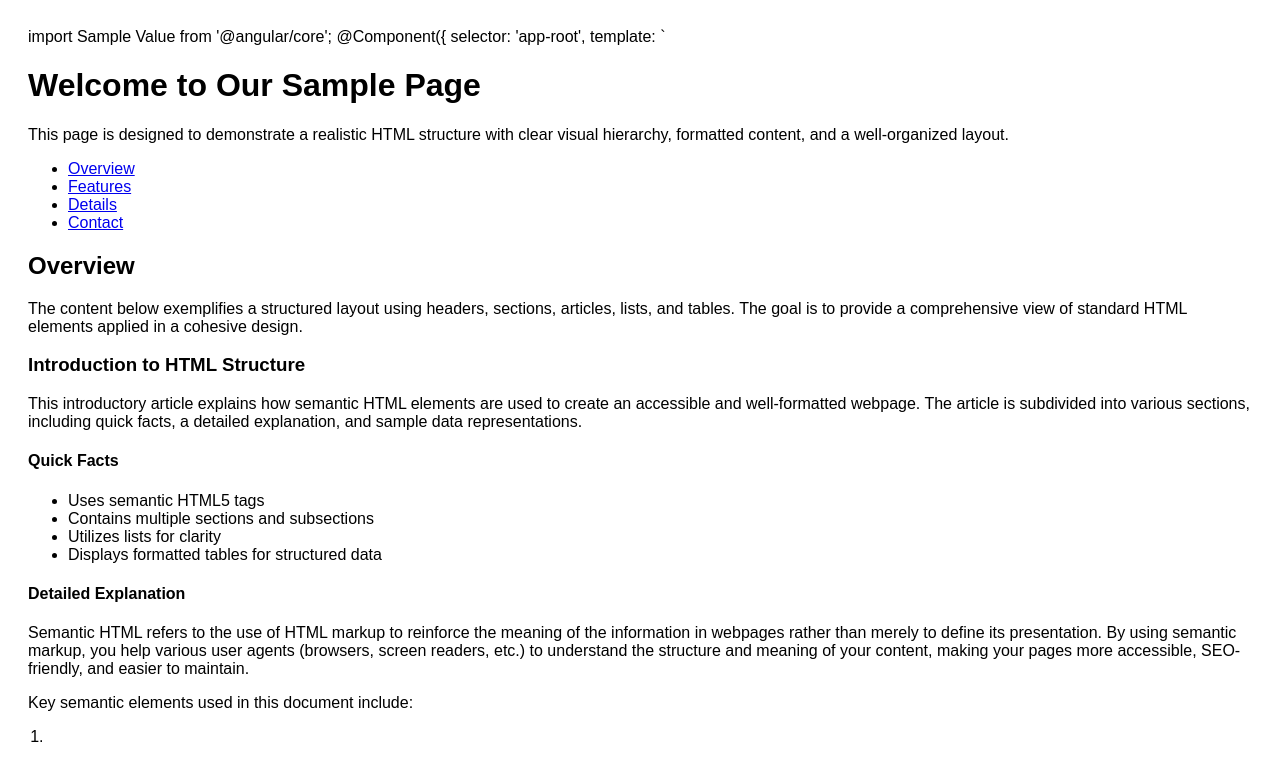 import Sample Value from '@angular/core'; @Component({ selector: 'app-root', template: `
Welcome to Our Sample Page
This page is designed to demonstrate a realistic HTML structure with clear visual hierarchy, formatted content, and a well-organized layout.
• Overview
• Features
• Details
• Contact
Overview
The content below exemplifies a structured layout using headers, sections, articles, lists, and tables. The goal is to provide a comprehensive view of standard HTML
elements applied in a cohesive design.
Introduction to HTML Structure
This introductory article explains how semantic HTML elements are used to create an accessible and well-formatted webpage. The article is subdivided into various sections,
including quick facts, a detailed explanation, and sample data representations.
Quick Facts
• Uses semantic HTML5 tags
• Contains multiple sections and subsections
• Utilizes lists for clarity
• Displays formatted tables for structured data
Detailed Explanation
Semantic HTML refers to the use of HTML markup to reinforce the meaning of the information in webpages rather than merely to define its presentation. By using semantic
markup, you help various user agents (browsers, screen readers, etc.) to understand the structure and meaning of your content, making your pages more accessible, SEO-
friendly, and easier to maintain.
Key semantic elements used in this document include:
1.